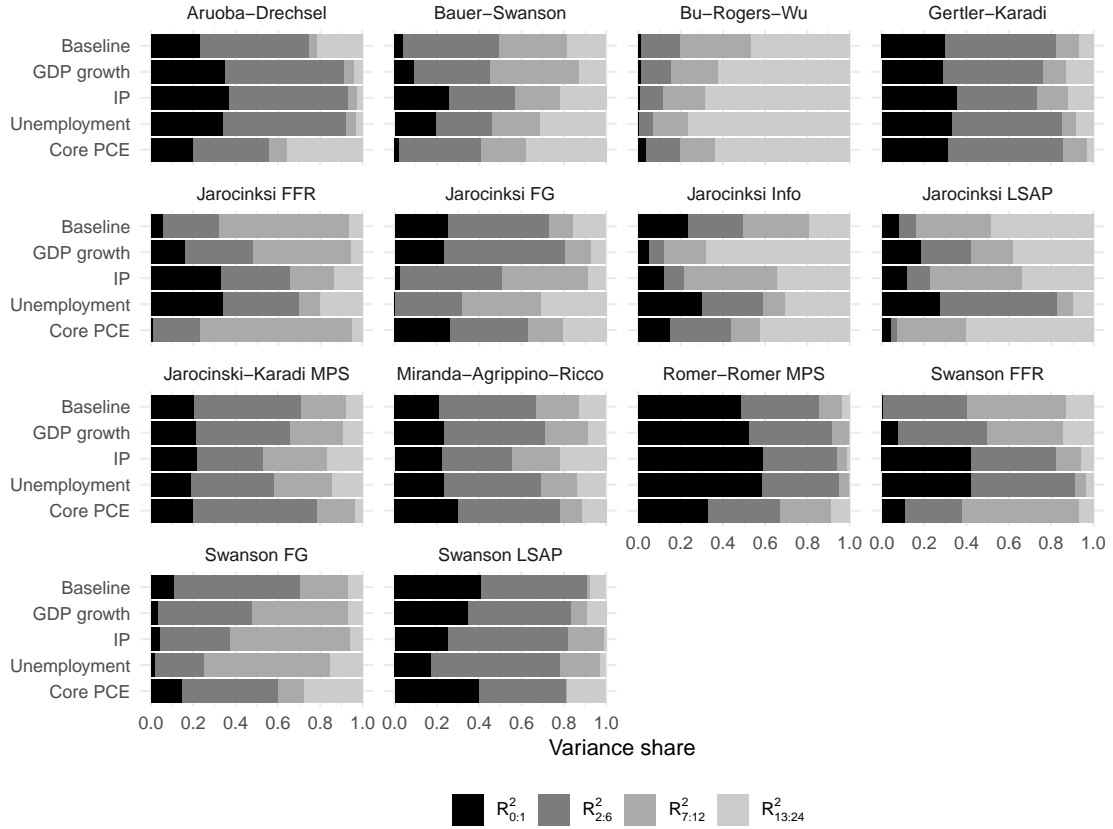 Aruoba−Drechsel Bauer−Swanson Bu−Rogers−Wu Gertler−Karadi
Baseline
GDP growth
IP
Unemployment
Core PCE
Jarocinksi FFR Jarocinksi FG Jarocinksi Info Jarocinksi LSAP
Baseline
GDP growth
IP
Unemployment
Core PCE
Jarocinski−Karadi MPS Miranda−Agrippino−Ricco Romer−Romer MPS Swanson FFR
Baseline
GDP growth
IP
Unemployment
Core PCE
0.0 0.2 0.4 0.6 0.8 1.0 0.0 0.2 0.4 0.6 0.8 1.0
Swanson FG Swanson LSAP
Baseline
GDP growth
IP
Unemployment
Core PCE
0.0 0.2 0.4 0.6 0.8 1.0 0.0 0.2 0.4 0.6 0.8 1.0
Variance share
R²₀:₁ R²₂:₆ R²₇:₁₂ R²₁₃:₂₄